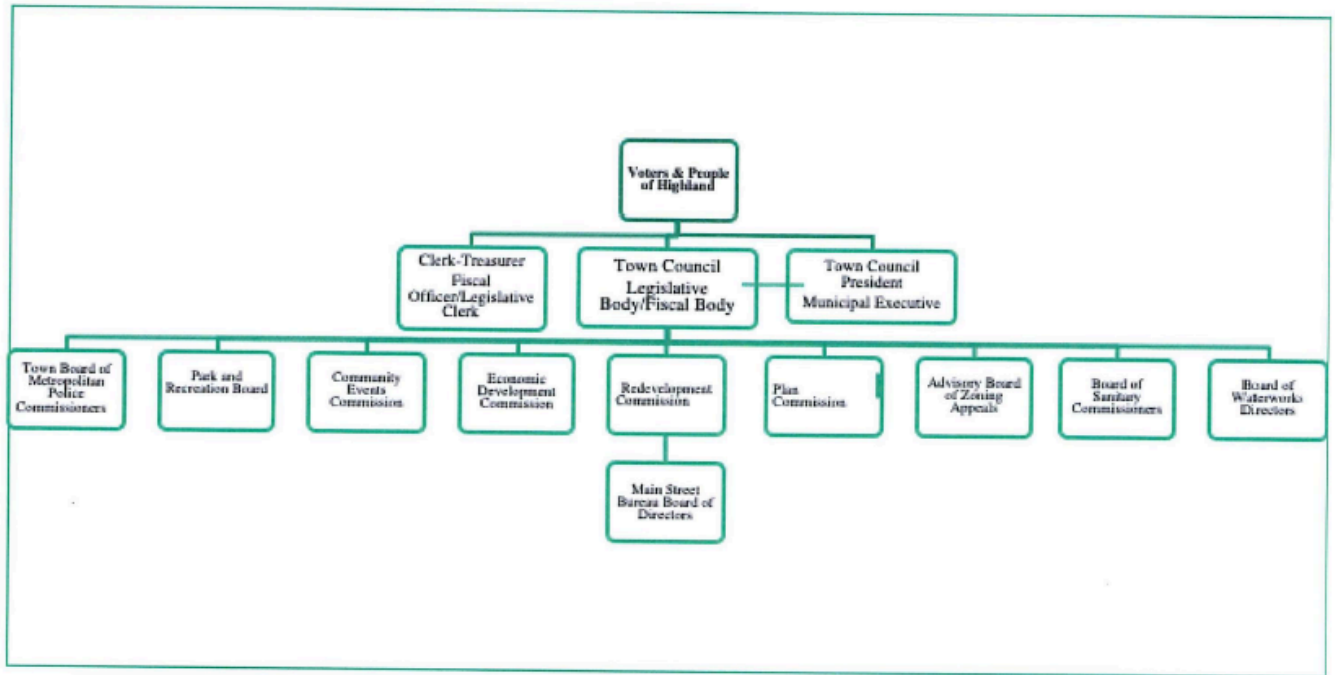 Voters & People
of Highland
Clerk-Treasurer
Fiscal
Officer/Legislative
Clerk
Town Council
Legislative
Body/Fiscal Body
Town Council
President
Municipal Executive
Town Board of
Metropolitan
Police
Commissioners
Park and
Recreation Board
Community
Events
Commission
Economic
Development
Commission
Redevelopment
Commission
Plan
Commission
Advisory Board
of Zoning
Appeals
Board of
Sanitary
Commissioners
Board of
Waterworks
Directors
Main Street
Bureau Board of
Directors